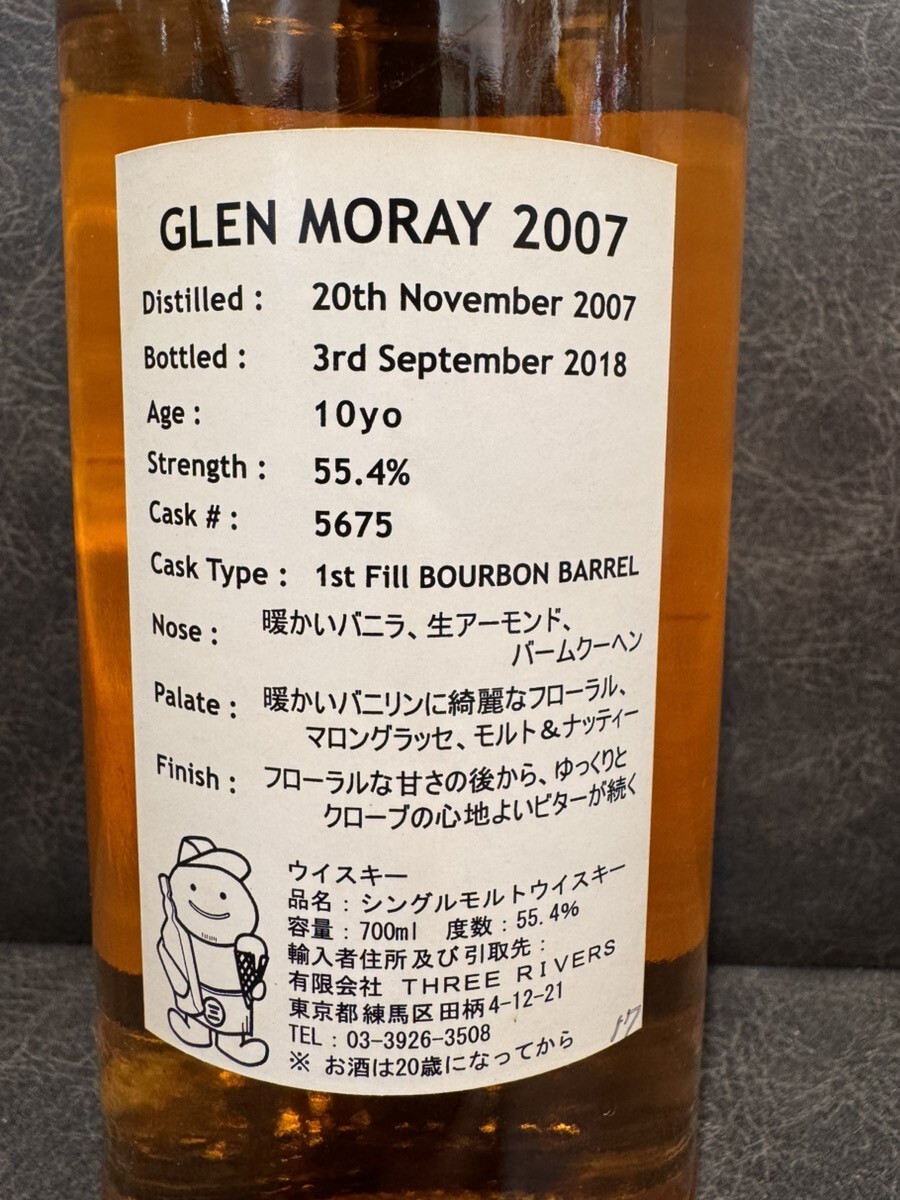 GLEN MORAY 2007
Distilled : 20th November 2007
Bottled : 3rd September 2018
Age : 10yo
Strength : 55.4%
Cask # : 5675
Cask Type : 1st Fill BOURBON BARREL
Nose : 暖かいバニラ、生アーモンド、
バームクーヘン
Palate : 暖かいバニリンに綺麗なフローラル、
マロングラッセ、モルト＆ナッティー
Finish : フローラルな甘さの後から、ゆっくりと
クローブの心地よいビターが続く
ウイスキー
品名：シングルモルトウイスキー
容量：700ml 度数：55.4%
輸入者住所及び引取先：
有限会社 THREE RIVERS
東京都練馬区田柄4-12-21
TEL：03-3926-3508
※ お酒は20歳になってから
三
17